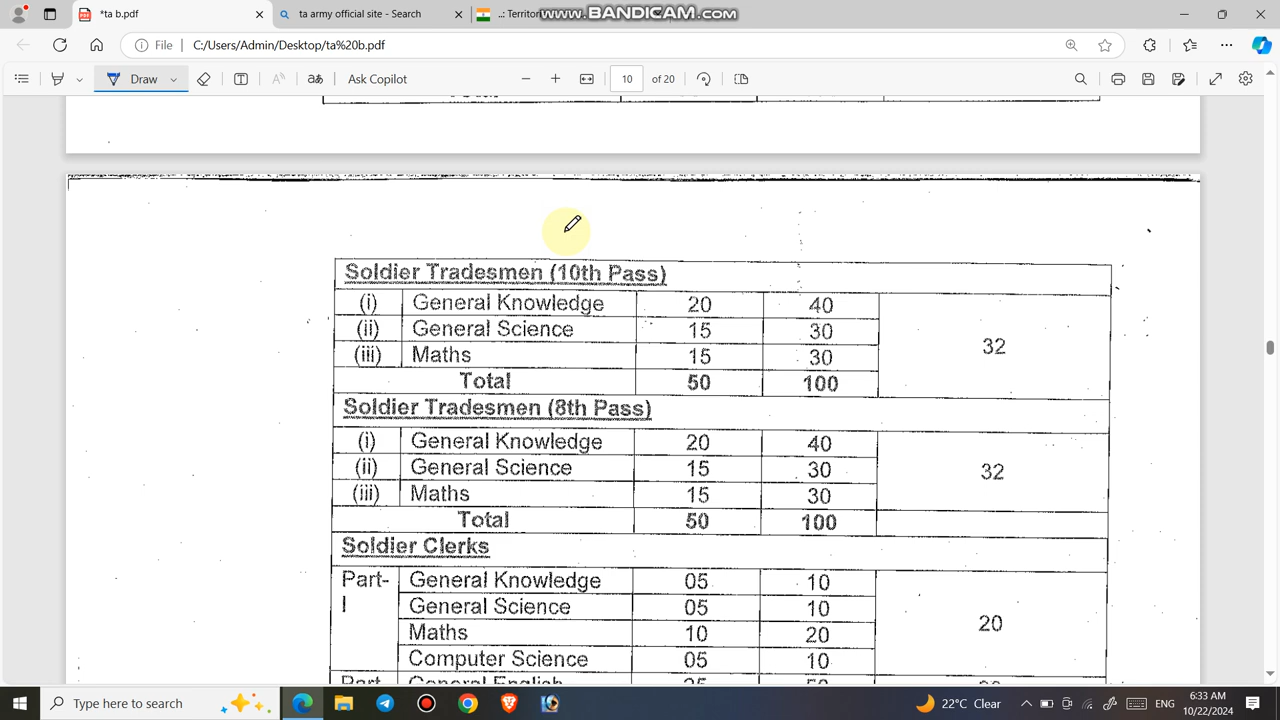 *ta b.pdf
ta army official site - Search
.: Territor
www.BANDICAM.com
File
C:/Users/Admin/Desktop/ta%20b.pdf
Draw
Ask Copilot
10 of 20
Soldier Tradesmen (10th Pass)
(i) General Knowledge 20 40
(ii) General Science 15 30
32
(iii) Maths 15 30
Total 50 100
Soldier Tradesmen (8th Pass)
(i) General Knowledge 20 40
(ii) General Science 15 30
32
(iii) Maths 15 30
Total 50 100
Soldier Clerks
Part- General Knowledge 05 10
I General Science 05 10
20
Maths 10 20
Computer Science 05 10
Part General English 25 50
Type here to search
22°C Clear
ENG
6:33 AM
10/22/2024